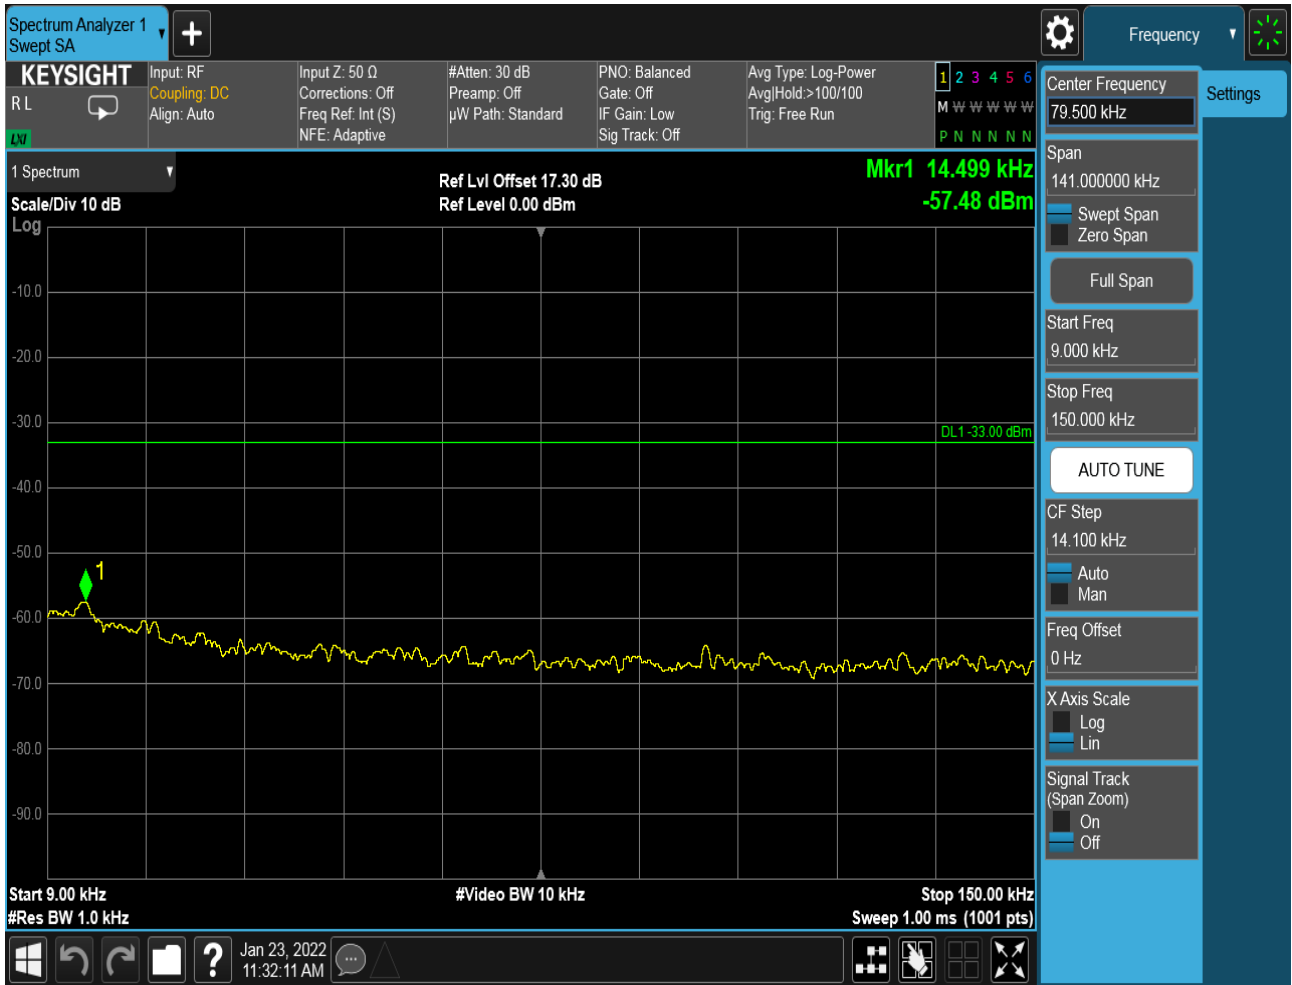 Spectrum Analyzer 1
Swept SA
+
Frequency
KEYSIGHT
R L
LXI
Input: RF
Coupling: DC
Align: Auto
Input Z: 50 Ω
Corrections: Off
Freq Ref: Int (S)
NFE: Adaptive
#Atten: 30 dB
Preamp: Off
µW Path: Standard
PNO: Balanced
Gate: Off
IF Gain: Low
Sig Track: Off
Avg Type: Log-Power
Avg|Hold:>100/100
Trig: Free Run
1 2 3 4 5 6
M W W W W W
P N N N N N
1 Spectrum
Scale/Div 10 dB
Log
Ref Lvl Offset 17.30 dB
Ref Level 0.00 dBm
Mkr1 14.499 kHz
-57.48 dBm
-10.0
-20.0
-30.0
DL1 -33.00 dBm
-40.0
-50.0
1
-60.0
-70.0
-80.0
-90.0
Start 9.00 kHz
#Video BW 10 kHz
Stop 150.00 kHz
#Res BW 1.0 kHz
Sweep 1.00 ms (1001 pts)
?
Jan 23, 2022
11:32:11 AM
Center Frequency
79.500 kHz
Settings
Span
141.000000 kHz
Swept Span
Zero Span
Full Span
Start Freq
9.000 kHz
Stop Freq
150.000 kHz
AUTO TUNE
CF Step
14.100 kHz
Auto
Man
Freq Offset
0 Hz
X Axis Scale
Log
Lin
Signal Track
(Span Zoom)
On
Off